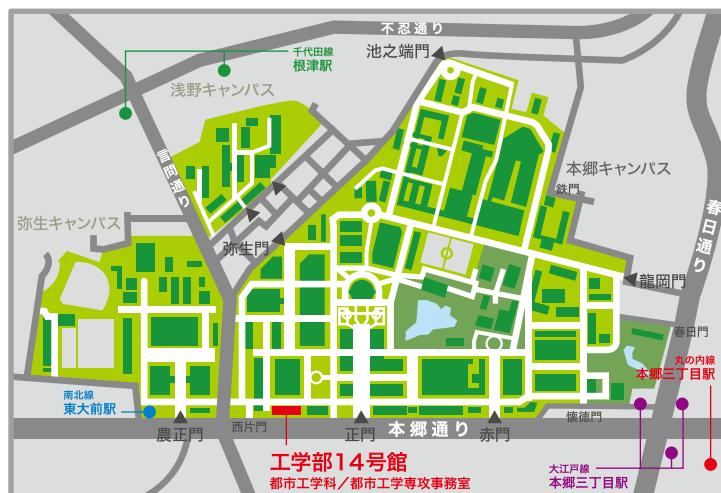 不忍通り
千代田線
根津駅
池之端門
浅野キャンパス
言問通り
本郷キャンパス
鉄門
春日通り
弥生キャンパス
弥生門
龍岡門
春日門
丸の内線
本郷三丁目駅
南北線
東大前駅
農正門
西片門
正門
本郷通り
赤門
懐徳門
工学部14号館
都市工学科／都市工学専攻事務室
大江戸線
本郷三丁目駅